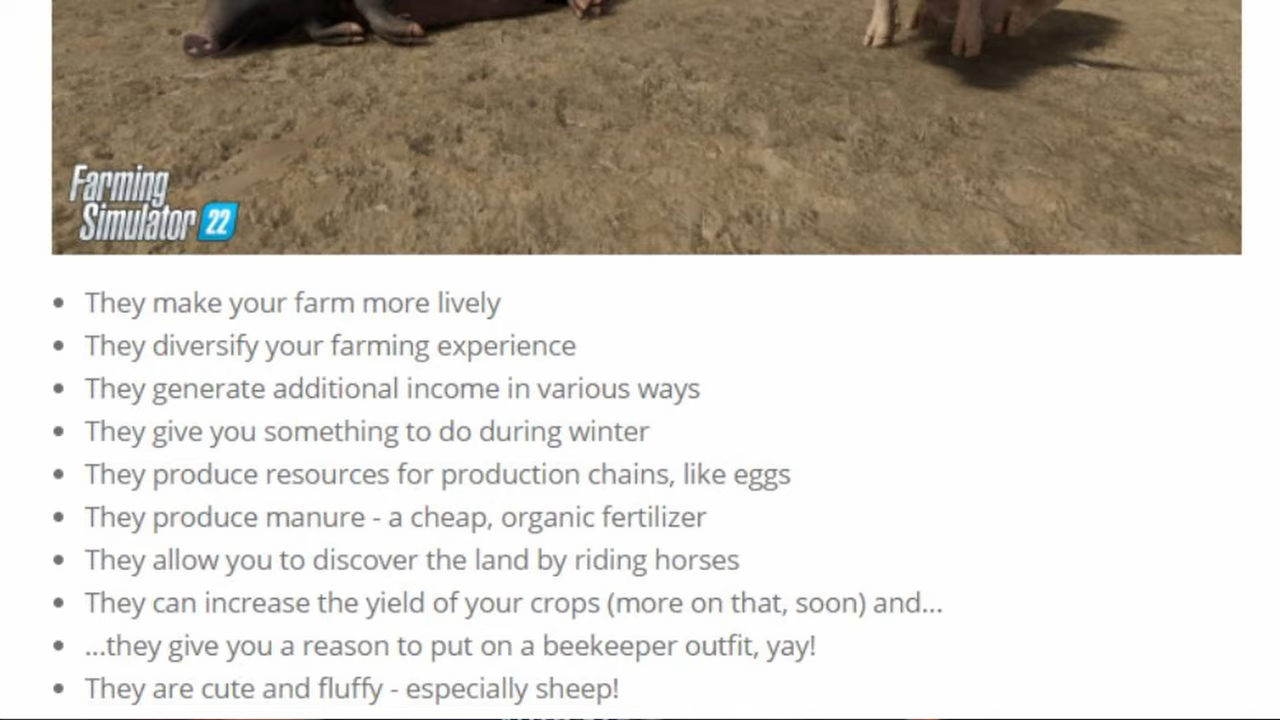 Farming
Simulator 22
They make your farm more lively
They diversify your farming experience
They generate additional income in various ways
They give you something to do during winter
They produce resources for production chains, like eggs
They produce manure - a cheap, organic fertilizer
They allow you to discover the land by riding horses
They can increase the yield of your crops (more on that, soon) and...
...they give you a reason to put on a beekeeper outfit, yay!
They are cute and fluffy - especially sheep!